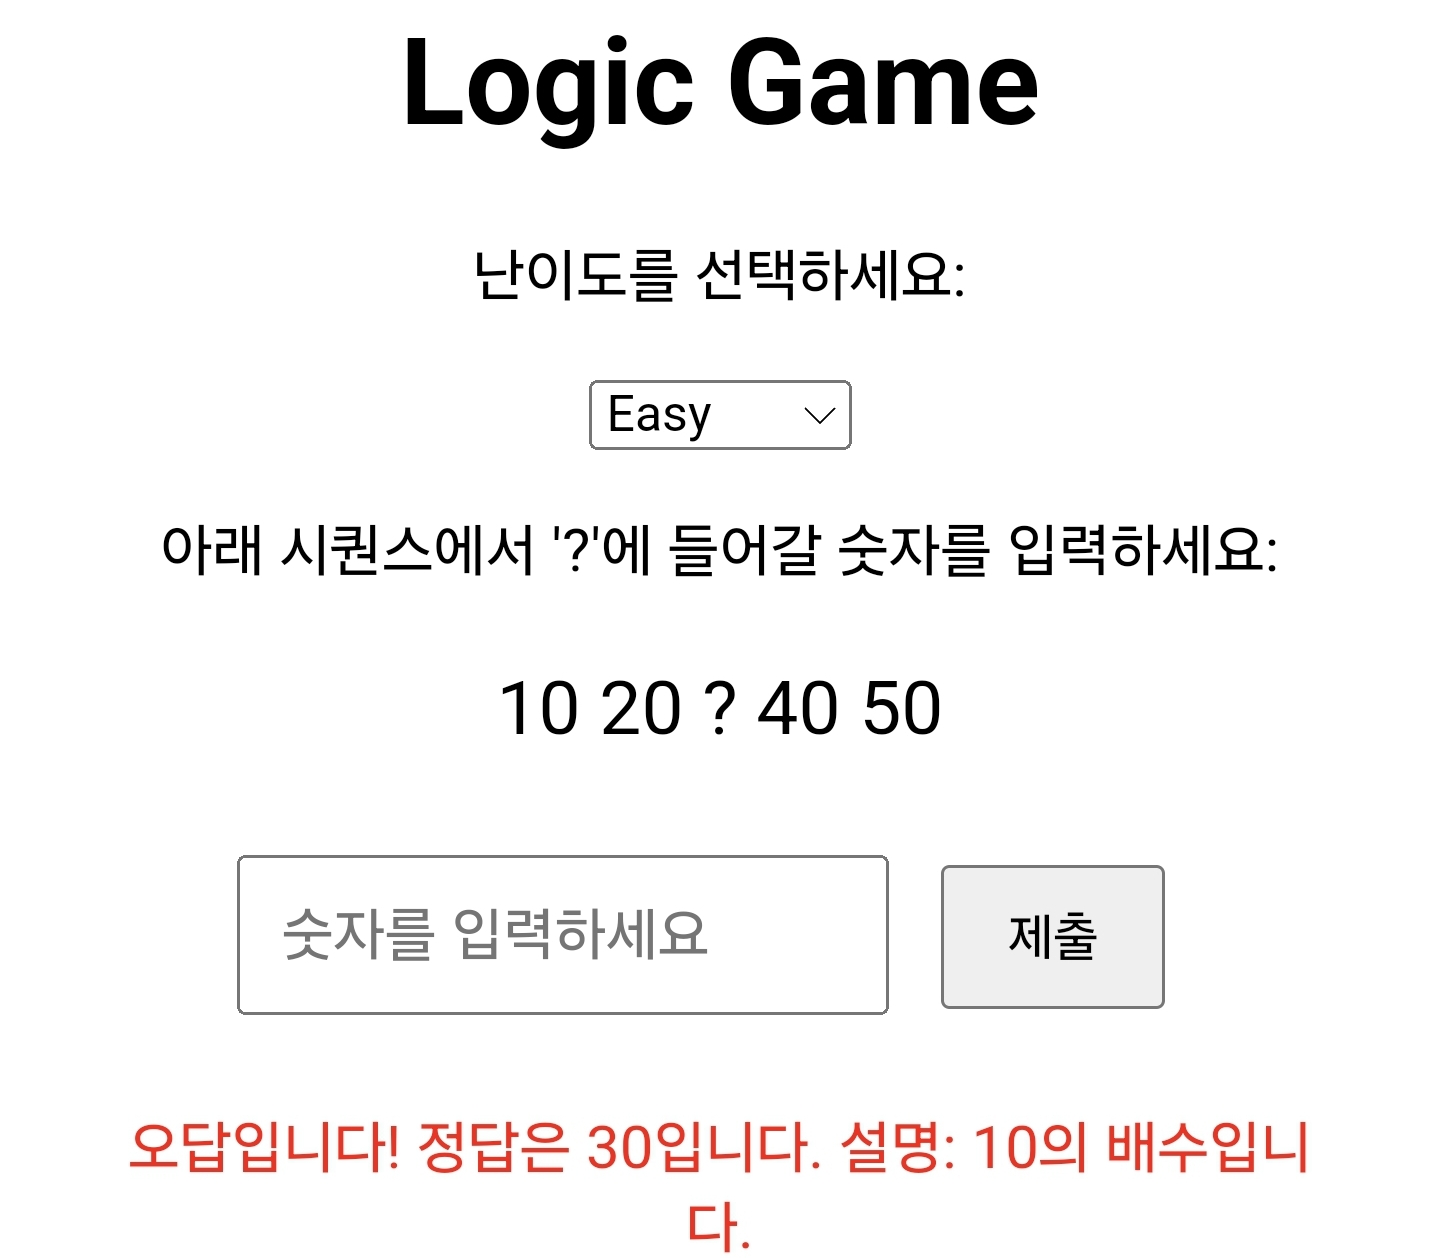 Logic Game
난이도를 선택하세요:
Easy
아래 시퀀스에서 '?'에 들어갈 숫자를 입력하세요:
10 20 ? 40 50
숫자를 입력하세요 제출
오답입니다! 정답은 30입니다. 설명: 10의 배수입니
다.